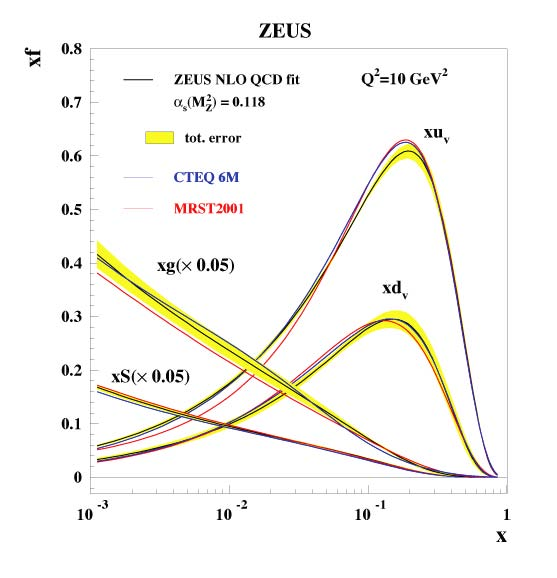 ZEUS
xf
0.8
0.7
0.6
0.5
0.4
0.3
0.2
0.1
0
ZEUS NLO QCD fit
αs(M²Z) = 0.118
tot. error
CTEQ 6M
MRST2001
Q²=10 GeV²
xuv
xg(× 0.05)
xdv
xS(× 0.05)
10⁻³
10⁻²
10⁻¹
1
x